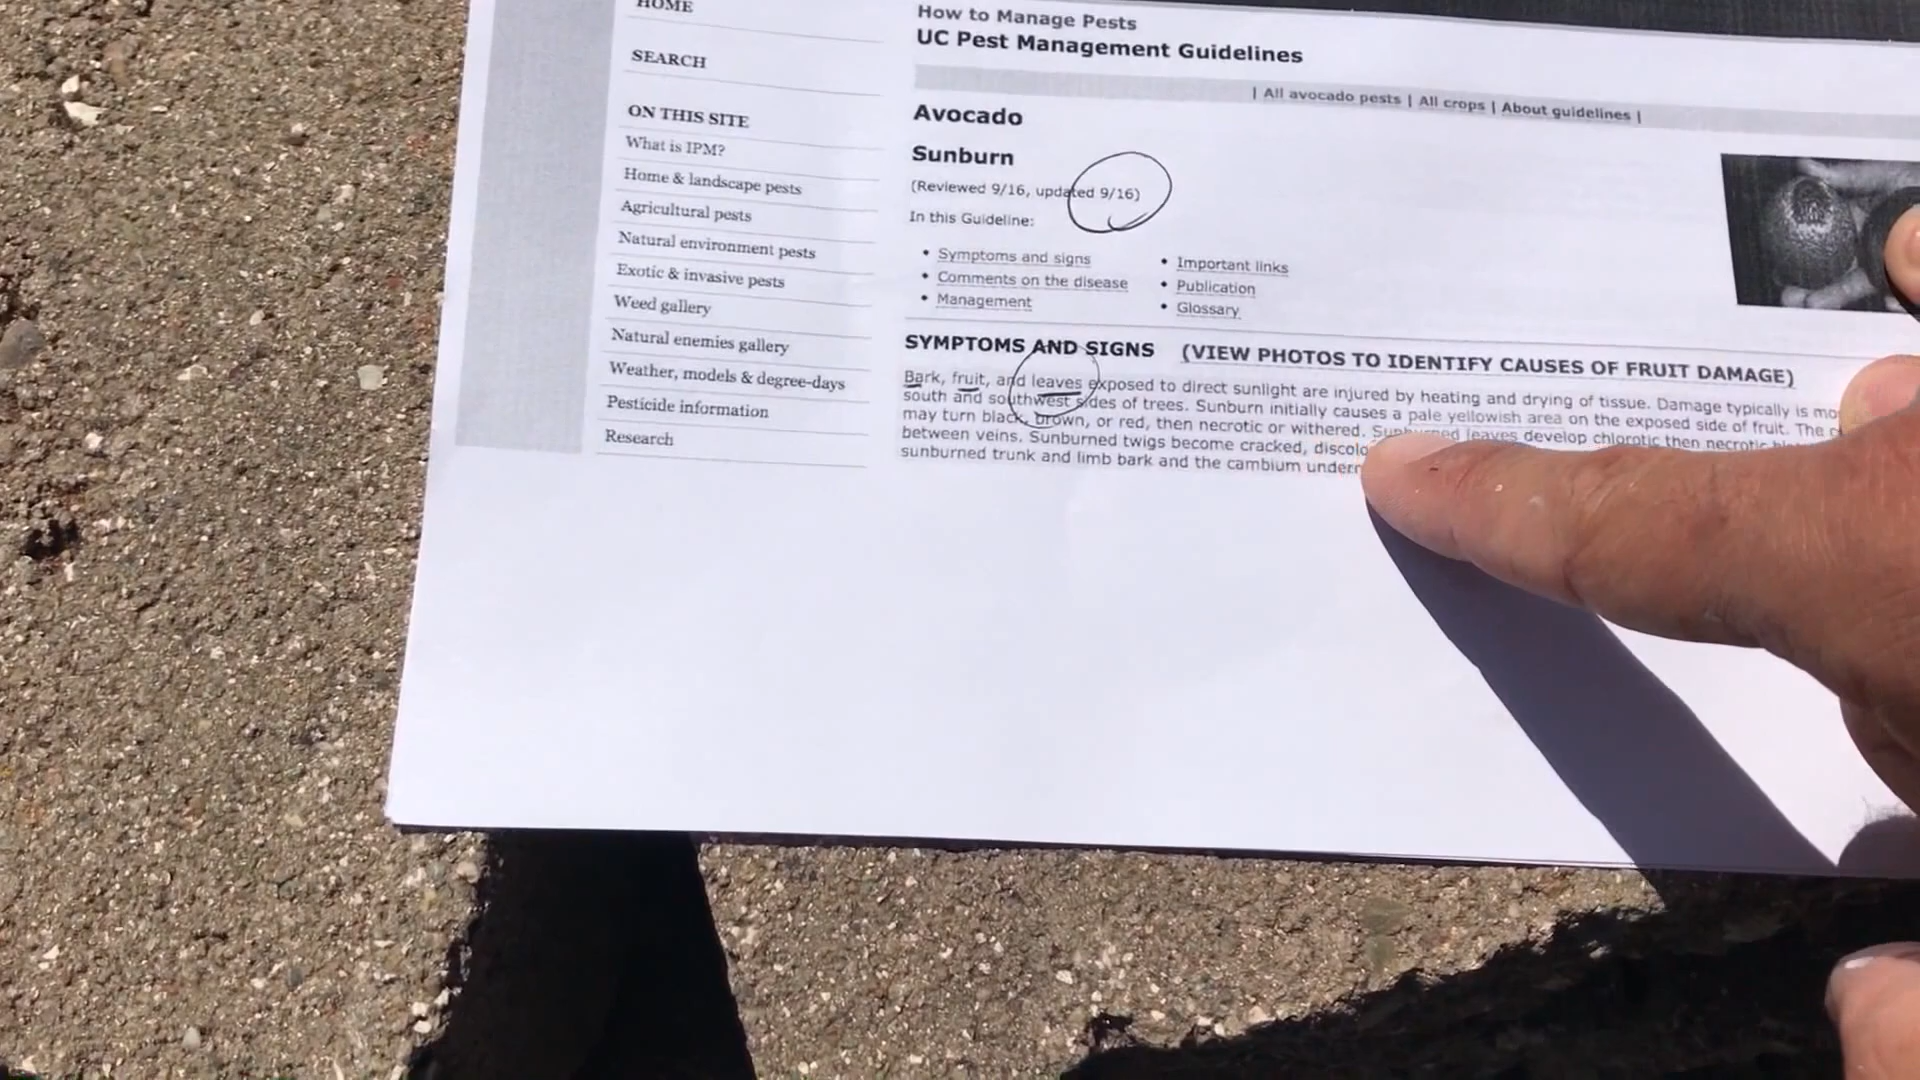 HOME
SEARCH
ON THIS SITE
What is IPM?
Home & landscape pests
Agricultural pests
Natural environment pests
Exotic & invasive pests
Weed gallery
Natural enemies gallery
Weather, models & degree-days
Pesticide information
Research
How to Manage Pests
UC Pest Management Guidelines
| All avocado pests | All crops | About guidelines |
Avocado
Sunburn
(Reviewed 9/16, updated 9/16)
In this Guideline:
• Symptoms and signs
• Comments on the disease
• Management
• Important links
• Publication
• Glossary
SYMPTOMS AND SIGNS (VIEW PHOTOS TO IDENTIFY CAUSES OF FRUIT DAMAGE)
Bark, fruit, and leaves exposed to direct sunlight are injured by heating and drying of tissue. Damage typically is
south and southwest sides of trees. Sunburn initially causes a pale yellowish area on the exposed side of fruit. The
may turn black, brown, or red, then necrotic or withered. Sunburned leaves develop chlorotic then necrotic
between veins. Sunburned twigs become cracked,
sunburned trunk and limb bark and the cambium